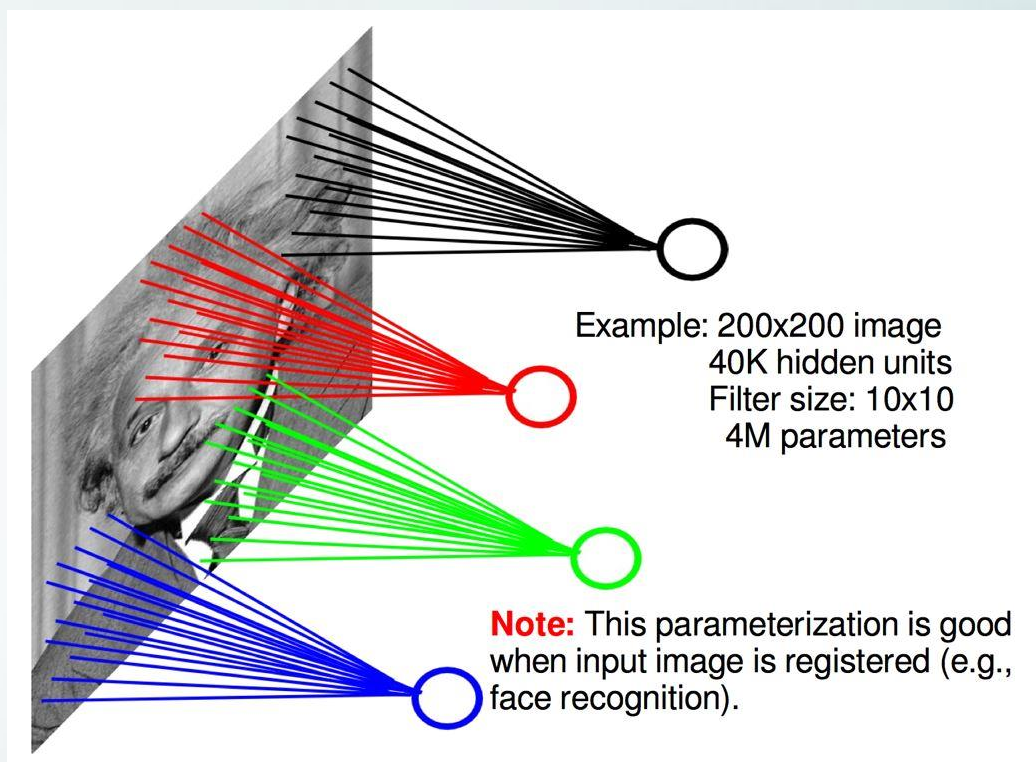 Example: 200x200 image
40K hidden units
Filter size: 10x10
4M parameters
Note: This parameterization is good
when input image is registered (e.g.,
face recognition).